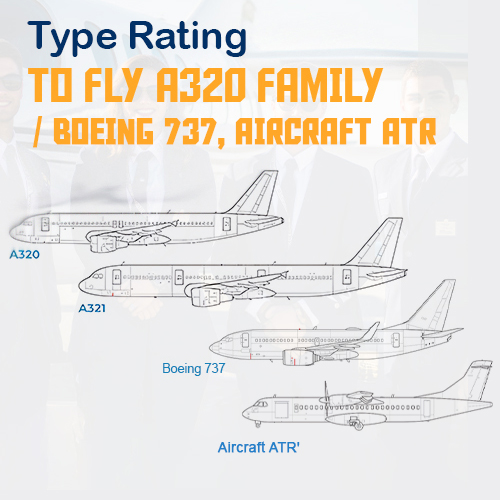 Type Rating
TO FLY A320 FAMILY
/ BOEING 737, AIRCRAFT ATR
A320
A321
Boeing 737
Aircraft ATR'